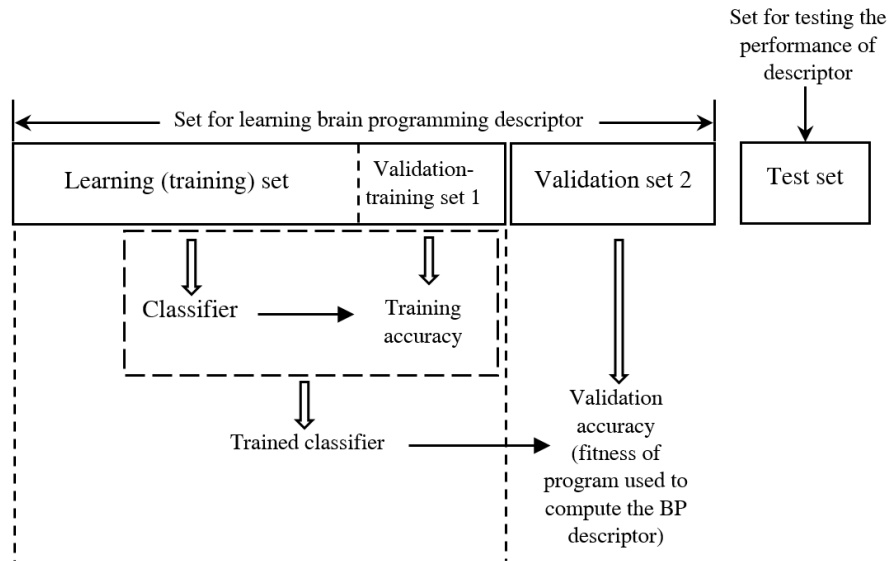 Set for testing the
performance of
descriptor
Set for learning brain programming descriptor
Learning (training) set
Validation-
training set 1
Validation set 2
Test set
Classifier
Training
accuracy
Trained classifier
Validation
accuracy
(fitness of
program used to
compute the BP
descriptor)